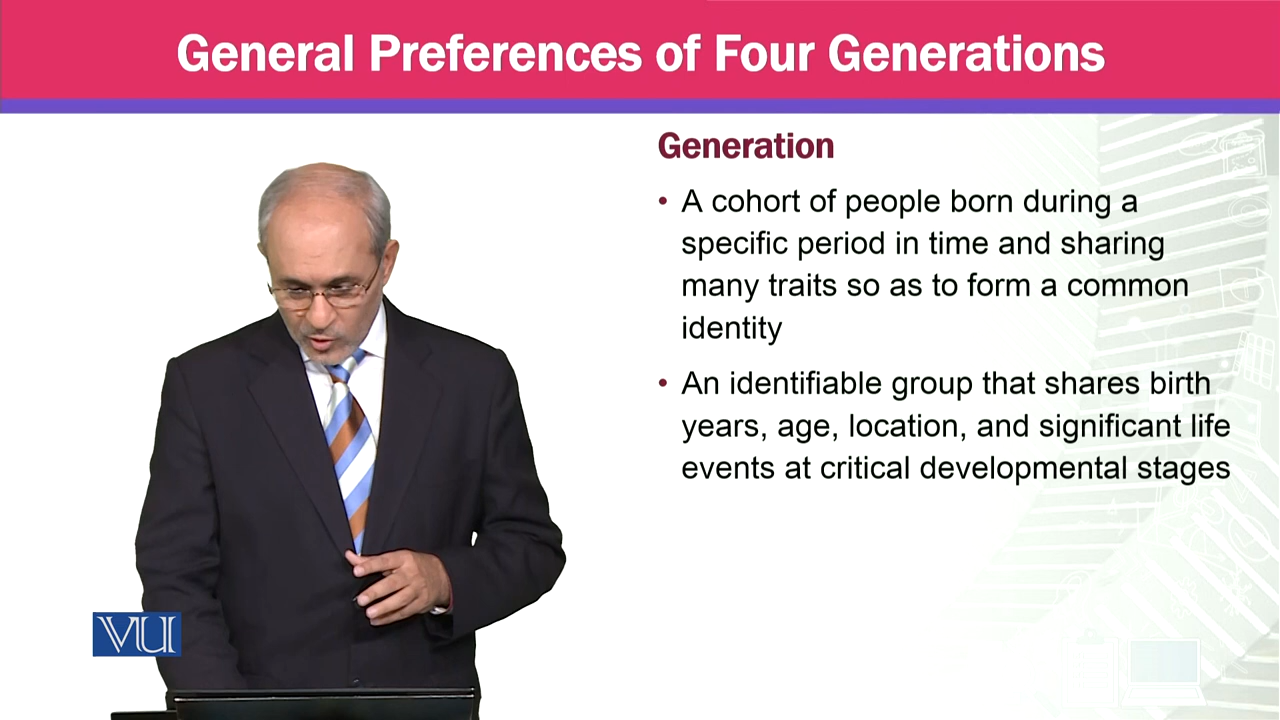 General Preferences of Four Generations
Generation
• A cohort of people born during a
specific period in time and sharing
many traits so as to form a common
identity
• An identifiable group that shares birth
years, age, location, and significant life
events at critical developmental stages
VU